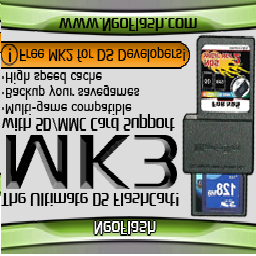 NeoFlash
The Ultimate DS FlashCart!
MK3
with SD/MMC Card Support
·Multi-game compatible
·Backup your savegames
·High speed cache
! Free MK2 for DS Developers!
www.NeoFlash.com
128